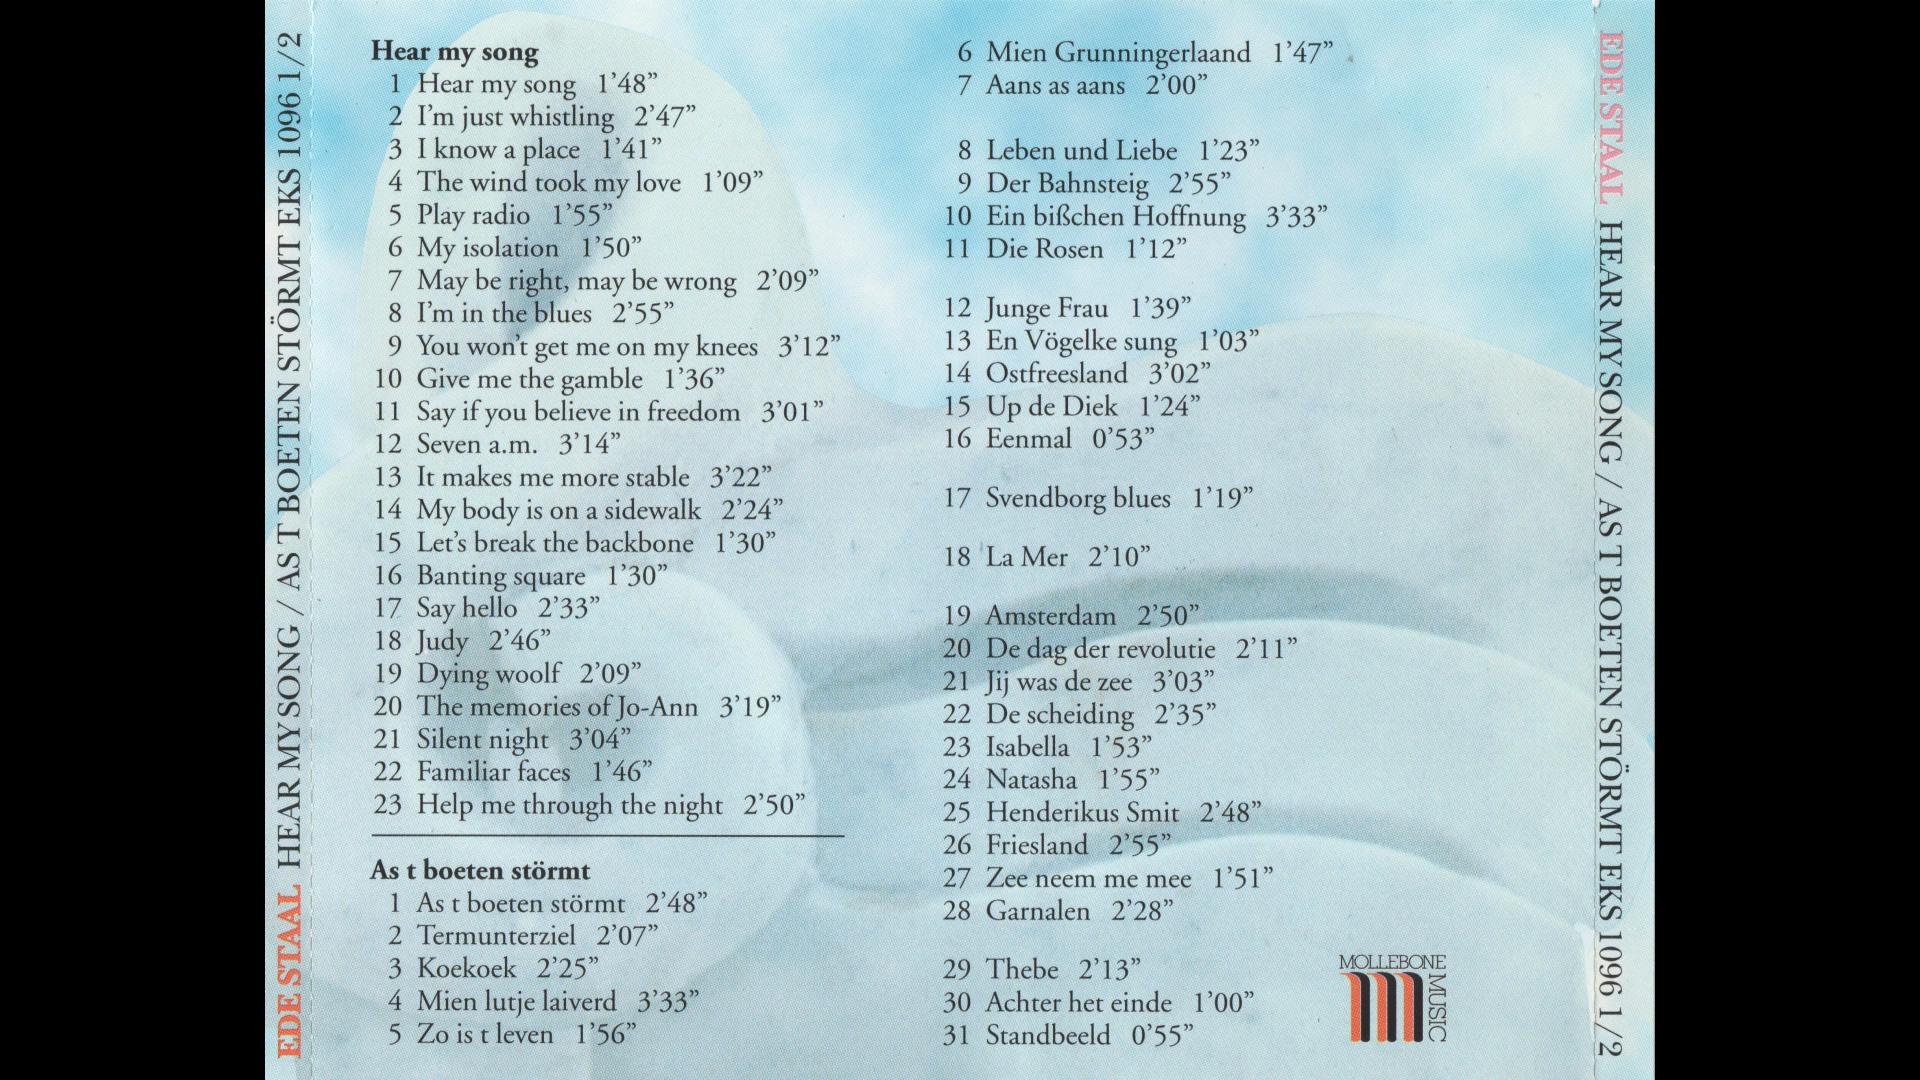 EDE STAAL HEAR MY SONG / AS T BOETEN STÖRMT EKS 1096 1/2
Hear my song
1 Hear my song 1’48”
2 I’m just whistling 2’47”
3 I know a place 1’41”
4 The wind took my love 1’09”
5 Play radio 1’55”
6 My isolation 1’50”
7 May be right, may be wrong 2’09”
8 I’m in the blues 2’55”
9 You won’t get me on my knees 3’12”
10 Give me the gamble 1’36”
11 Say if you believe in freedom 3’01”
12 Seven a.m. 3’14”
13 It makes me more stable 3’22”
14 My body is on a sidewalk 2’24”
15 Let’s break the backbone 1’30”
16 Banting square 1’30”
17 Say hello 2’33”
18 Judy 2’46”
19 Dying woolf 2’09”
20 The memories of Jo-Ann 3’19”
21 Silent night 3’04”
22 Familiar faces 1’46”
23 Help me through the night 2’50”
As t boeten störmt
1 As t boeten störmt 2’48”
2 Termunterziel 2’07”
3 Koekoek 2’25”
4 Mien lutje laiverd 3’33”
5 Zo is t leven 1’56”
6 Mien Grunningerlaand 1’47”
7 Aans as aans 2’00”
8 Leben und Liebe 1’23”
9 Der Bahnsteig 2’55”
10 Ein bißchen Hoffnung 3’33”
11 Die Rosen 1’12”
12 Junge Frau 1’39”
13 En Vögelke sung 1’03”
14 Ostfreesland 3’02”
15 Up de Diek 1’24”
16 Eenmal 0’53”
17 Svendborg blues 1’19”
18 La Mer 2’10”
19 Amsterdam 2’50”
20 De dag der revolutie 2’11”
21 Jij was de zee 3’03”
22 De scheiding 2’35”
23 Isabella 1’53”
24 Natasha 1’55”
25 Henderikus Smit 2’48”
26 Friesland 2’55”
27 Zee neem me mee 1’51”
28 Garnalen 2’28”
29 Thebe 2’13”
30 Achter het einde 1’00”
31 Standbeeld 0’55”
MOLLEBONE
MUSIC
EDE STAAL HEAR MY SONG / AS T BOETEN STÖRMT EKS 1096 1/2